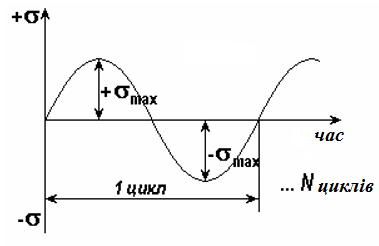 +σ
+σmax
час
-σmax
1 цикл
... N циклів
-σ